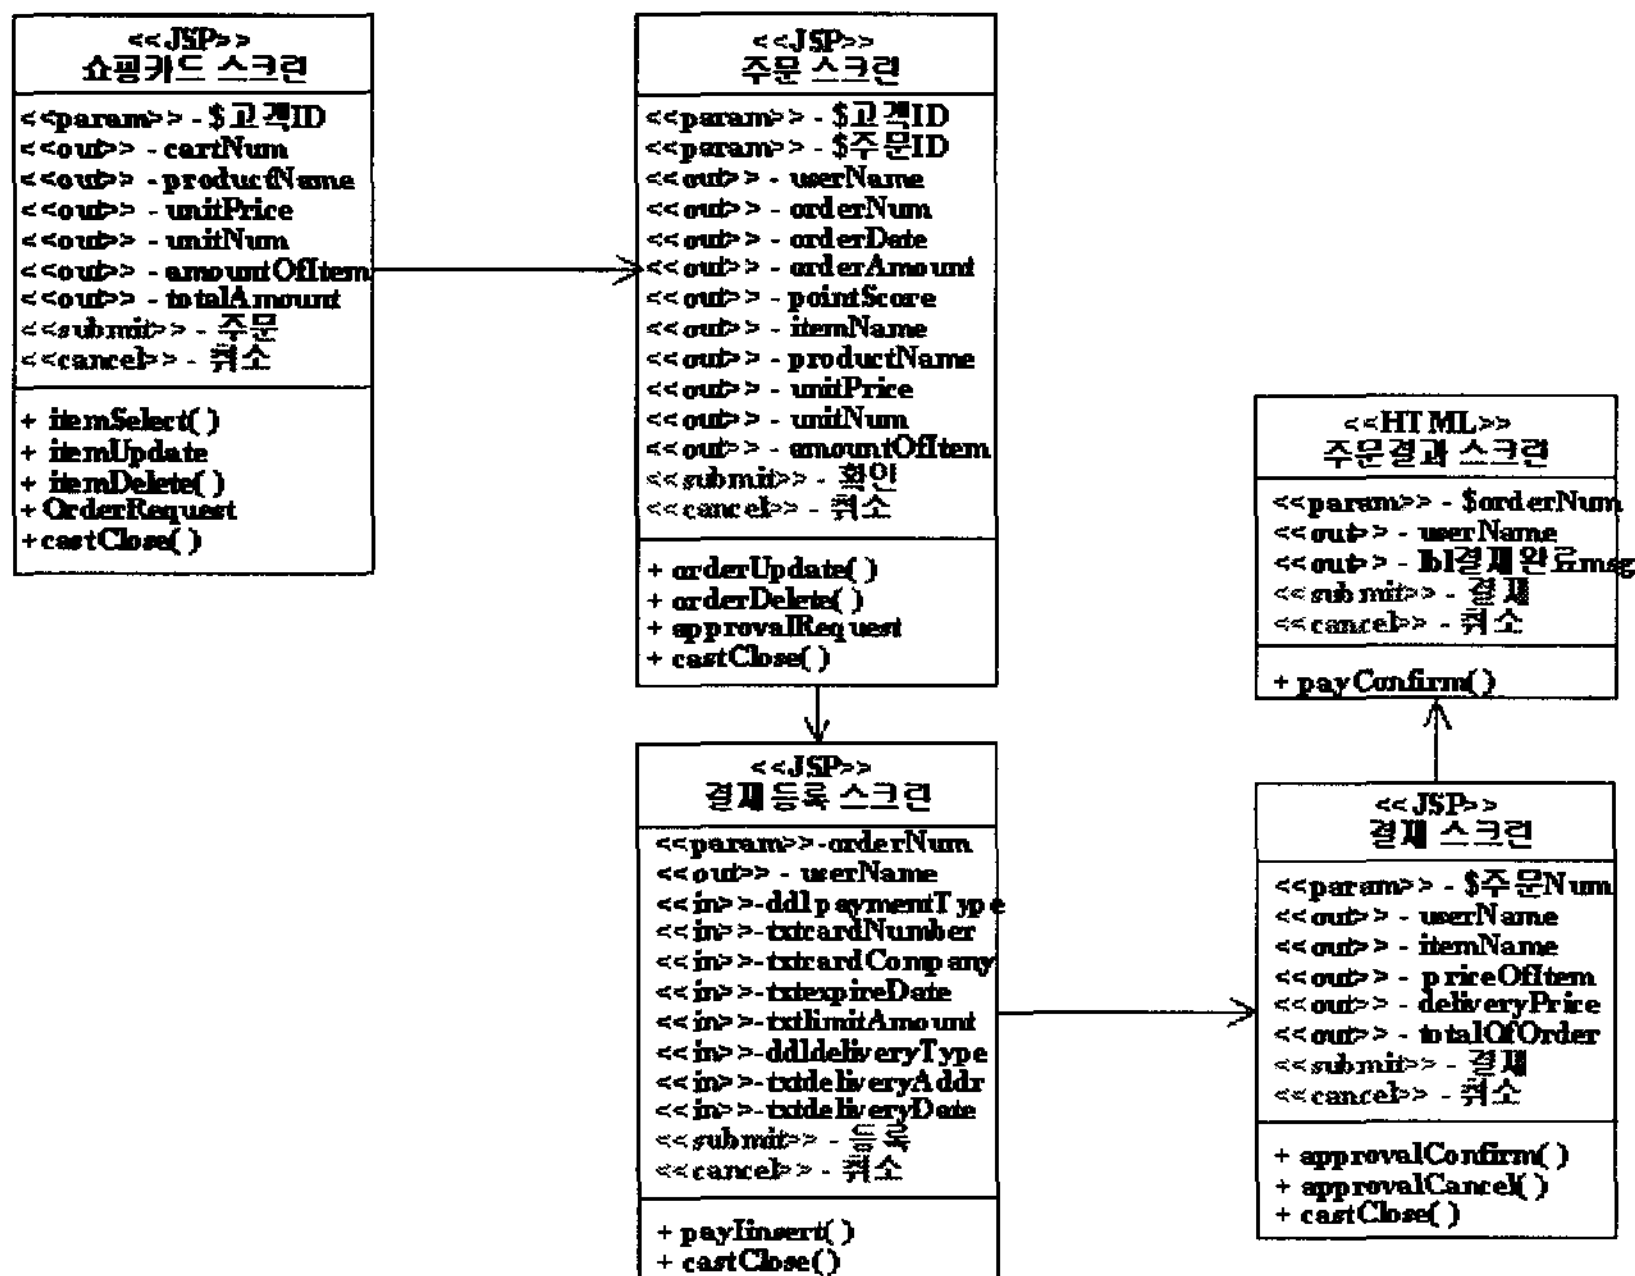 <<JSP>>
쇼핑카드 스크린
<<param>> - $고객ID
<<out>> - cartNum
<<out>> - productName
<<out>> - unitPrice
<<out>> - unitNum
<<out>> - amountOfItem
<<out>> - totalAmount
<<submit>> - 주문
<<cancel>> - 취소
+ itemSelect( )
+ itemUpdate
+ itemDelete( )
+ OrderRequest
+castClose( )
<<JSP>>
주문 스크린
<<param>> - $고객ID
<<param>> - $주문ID
<<out>> - userName
<<out>> - orderNum
<<out>> - orderDate
<<out>> - orderAmount
<<out>> - pointScore
<<out>> - itemName
<<out>> - productName
<<out>> - unitPrice
<<out>> - unitNum
<<out>> - amountOfItem
<<submit>> - 확인
<<cancel>> - 취소
+ orderUpdate( )
+ orderDelete( )
+ approvalRequest
+ castClose( )
<<JSP>>
결제등록 스크린
<<param>>-orderNum
<<out>> - userName
<<in>>-ddlpaymentType
<<in>>-txtcardNumber
<<in>>-txtcardCompany
<<in>>-txtexpireDate
<<in>>-txtlimitAmount
<<in>>-ddldeliveryType
<<in>>-txtdeliveryAddr
<<in>>-txtdeliveryDate
<<submit>> - 등록
<<cancel>> - 취소
+ payIinsert( )
+ castClose( )
<<HTML>>
주문결과 스크린
<<param>> - $orderNum
<<out>> - userName
<<out>> - lbl결제완료msg
<<submit>> - 결제
<<cancel>> - 취소
+ payConfirm( )
<<JSP>>
결제 스크린
<<param>> - $주문Num
<<out>> - userName
<<out>> - itemName
<<out>> - priceOfItem
<<out>> - deliveryPrice
<<out>> - totalOfOrder
<<submit>> - 결제
<<cancel>> - 취소
+ approvalConfirm( )
+ approvalCancel( )
+ castClose( )